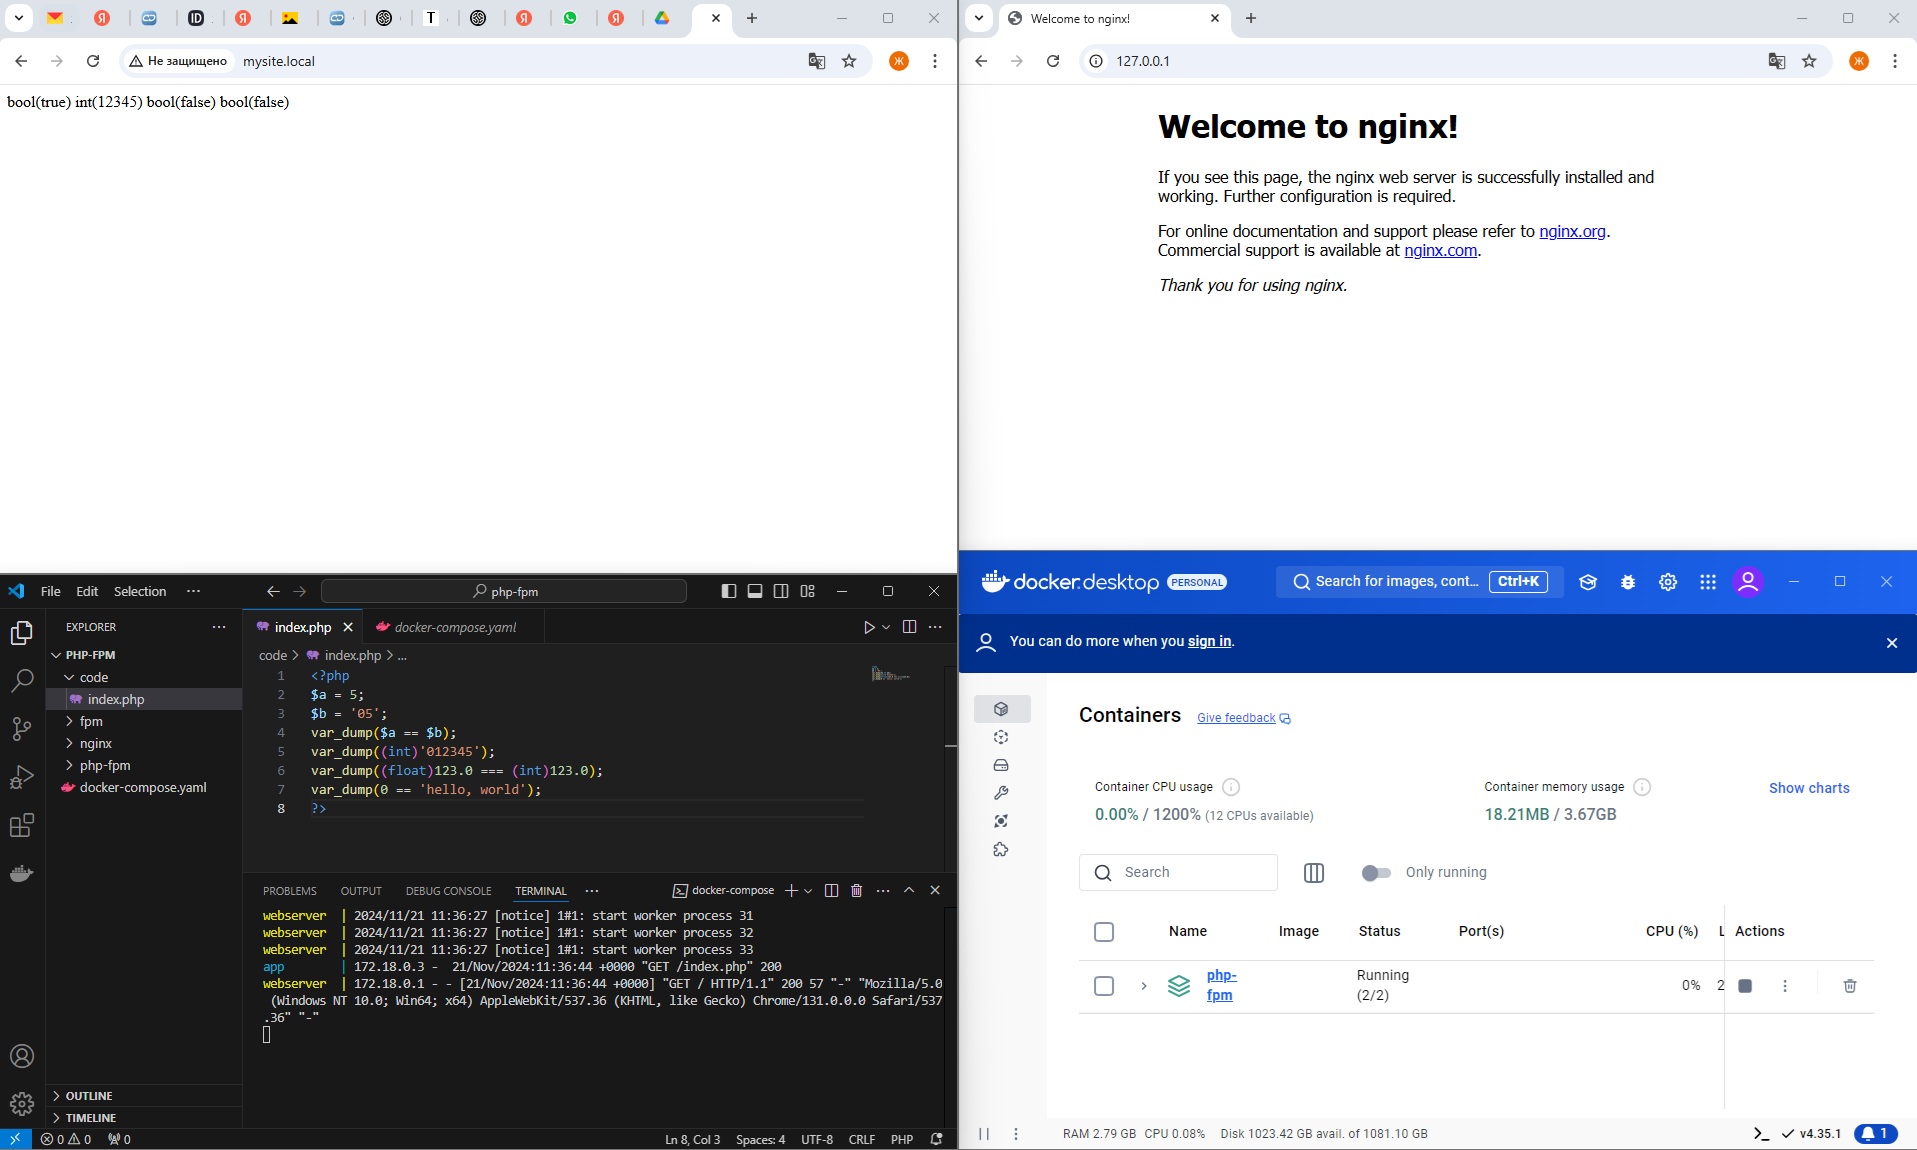 Не защищено mysite.local
bool(true) int(12345) bool(false) bool(false)
Welcome to nginx!
127.0.0.1
Welcome to nginx!
If you see this page, the nginx web server is successfully installed and
working. Further configuration is required.
For online documentation and support please refer to nginx.org.
Commercial support is available at nginx.com.
Thank you for using nginx.
File Edit Selection ··· php-fpm
EXPLORER ···
PHP-FPM
code
index.php
fpm
nginx
php-fpm
docker-compose.yaml
OUTLINE
TIMELINE
index.php docker-compose.yaml
code > index.php > ...
1 <?php
2 $a = 5;
3 $b = '05';
4 var_dump($a == $b);
5 var_dump((int)'012345');
6 var_dump((float)123.0 === (int)123.0);
7 var_dump(0 == 'hello, world');
8 ?>
PROBLEMS OUTPUT DEBUG CONSOLE TERMINAL ··· docker-compose
webserver | 2024/11/21 11:36:27 [notice] 1#1: start worker process 31
webserver | 2024/11/21 11:36:27 [notice] 1#1: start worker process 32
webserver | 2024/11/21 11:36:27 [notice] 1#1: start worker process 33
app | 172.18.0.3 - 21/Nov/2024:11:36:44 +0000 "GET /index.php" 200
webserver | 172.18.0.1 - - [21/Nov/2024:11:36:44 +0000] "GET / HTTP/1.1" 200 57 "-" "Mozilla/5.0
(Windows NT 10.0; Win64; x64) AppleWebKit/537.36 (KHTML, like Gecko) Chrome/131.0.0.0 Safari/537
.36" "-"
0 0 0 Ln 8, Col 3 Spaces: 4 UTF-8 CRLF PHP
docker.desktop PERSONAL Search for images, cont... Ctrl+K
You can do more when you sign in.
Containers Give feedback
Container CPU usage
0.00% / 1200% (12 CPUs available)
Container memory usage
18.21MB / 3.67GB
Show charts
Search Only running
Name Image Status Port(s) CPU (%) L Actions
php-
fpm
Running
(2/2)
0% 2
RAM 2.79 GB CPU 0.08% Disk 1023.42 GB avail. of 1081.10 GB v4.35.1 1